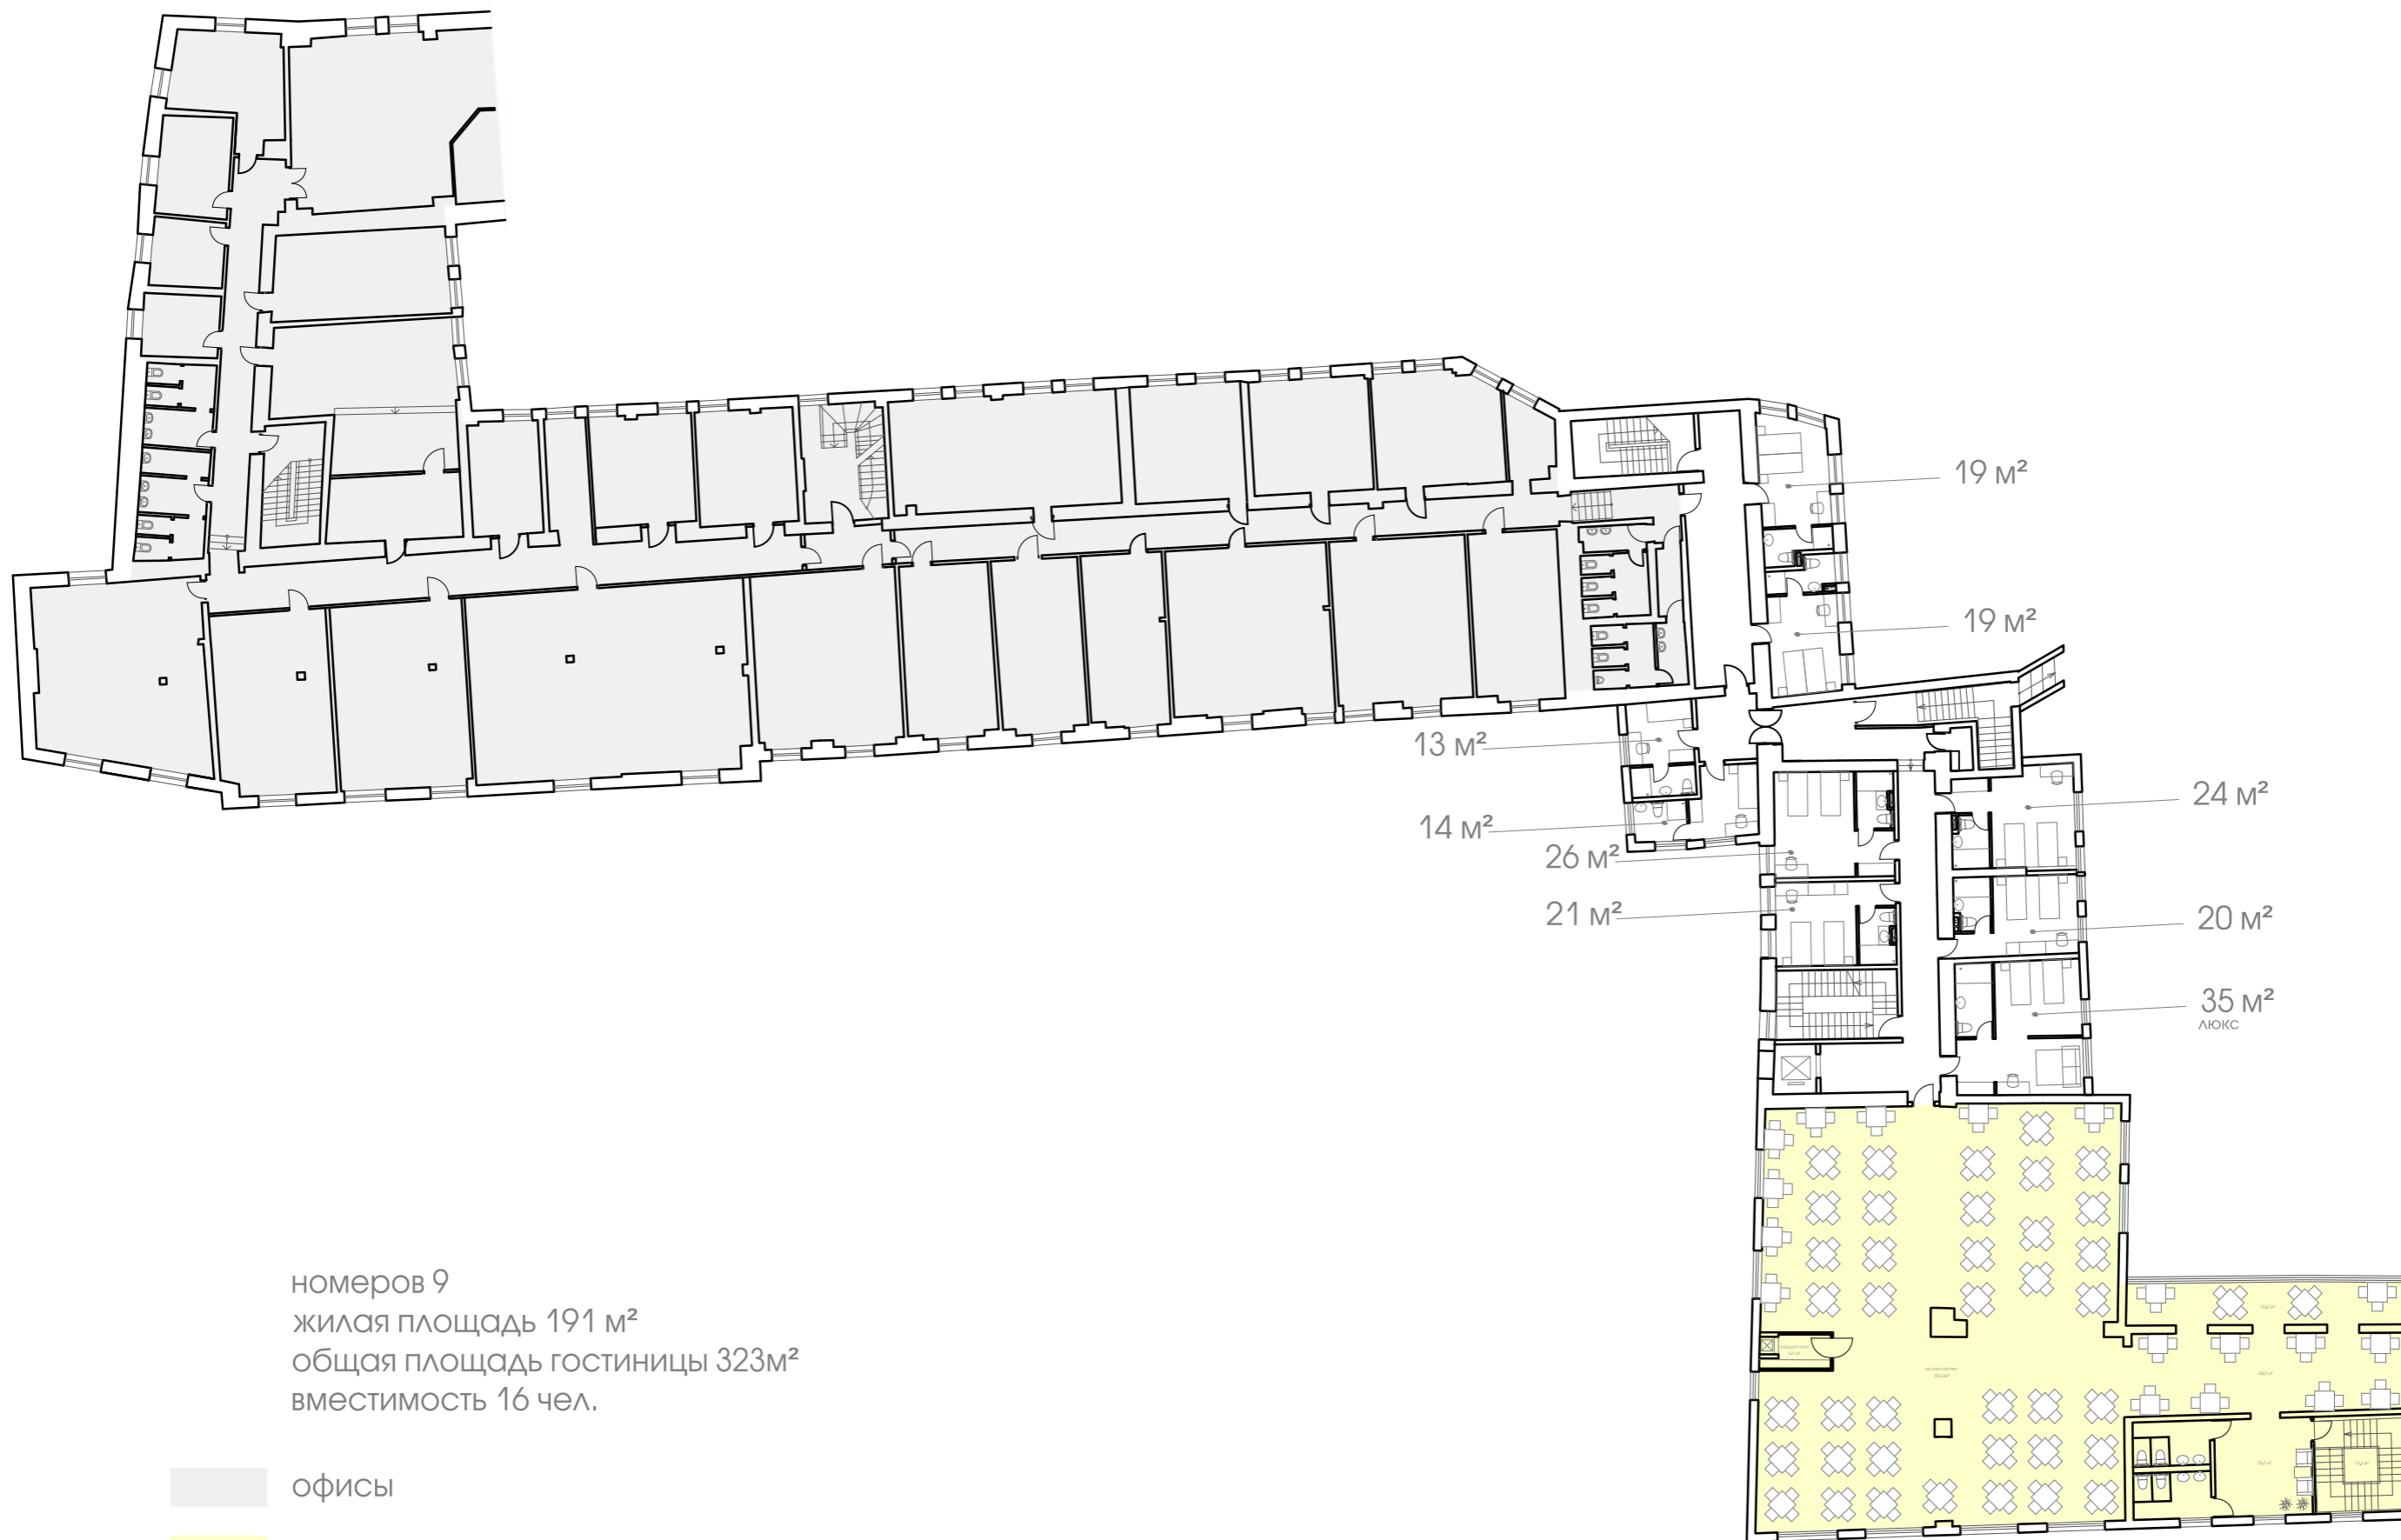 19 м²
19 м²
13 м²
14 м²
26 м²
21 м²
24 м²
20 м²
35 м²
люкс
номеров 9
жилая площадь 191 м²
общая площадь гостиницы 323м²
вместимость 16 чел.
офисы